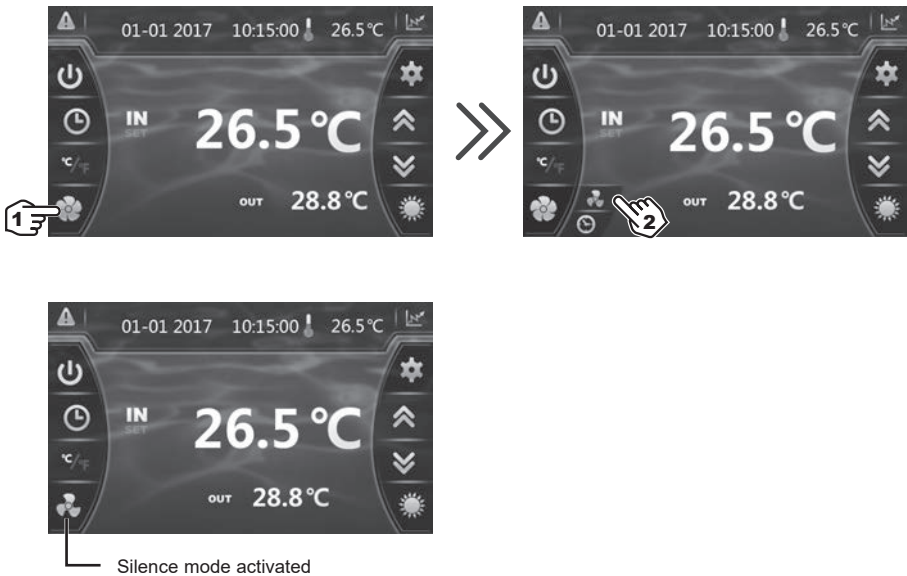 01-01 2017 10:15:00 26.5°C
°C/°F
IN
SET
26.5°C
OUT 28.8°C
1
01-01 2017 10:15:00 26.5°C
°C/°F
IN
SET
26.5°C
OUT 28.8°C
2
01-01 2017 10:15:00 26.5°C
°C/°F
IN
SET
26.5°C
OUT 28.8°C
Silence mode activated